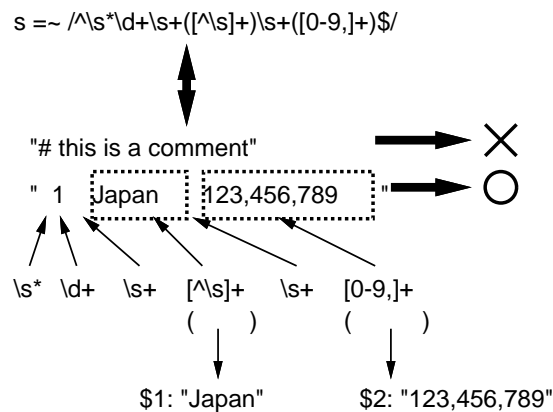 s =~ /^\s*\d+\s+([^\s]+)\s+([0-9,]+)$/
"# this is a comment"
" 1 Japan 123,456,789 "
\s* \d+ \s+ [^\s]+ \s+ [0-9,]+
( ) ( )
$1: "Japan" $2: "123,456,789"